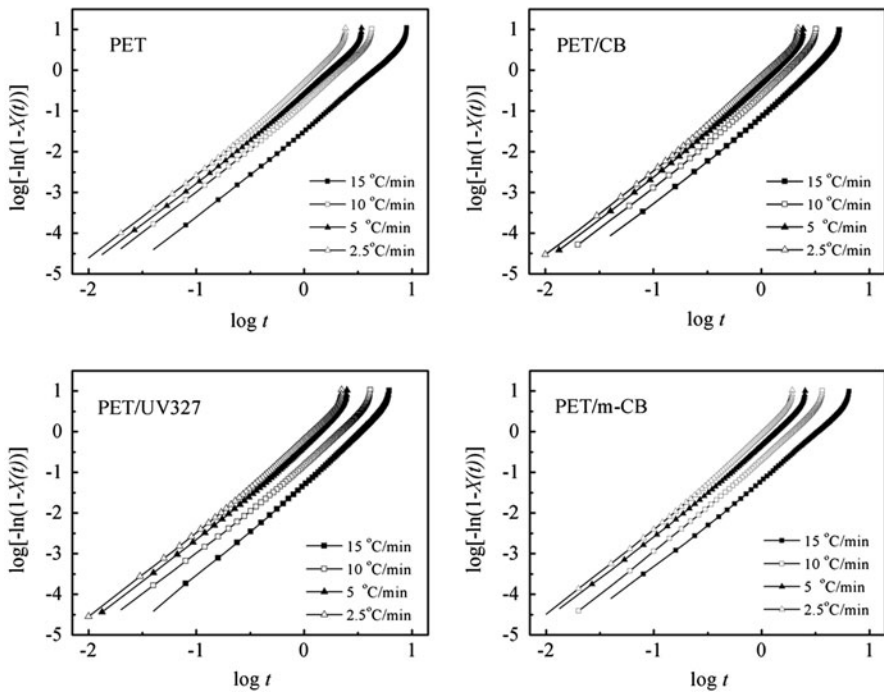 PET
log[-ln(1-X(t))]
1
0
-1
-2
-3
-4
-5
15 °C/min
10 °C/min
5 °C/min
2.5°C/min
-2 -1 0 1
log t
PET/CB
log[-ln(1-X(t))]
1
0
-1
-2
-3
-4
-5
15 °C/min
10 °C/min
5 °C/min
2.5°C/min
-2 -1 0 1
log t
PET/UV327
log[-ln(1-X(t))]
1
0
-1
-2
-3
-4
-5
15 °C/min
10 °C/min
5 °C/min
2.5°C/min
-2 -1 0 1
log t
PET/m-CB
log[-ln(1-X(t))]
1
0
-1
-2
-3
-4
-5
15 °C/min
10 °C/min
5 °C/min
2.5°C/min
-2 -1 0 1
log t